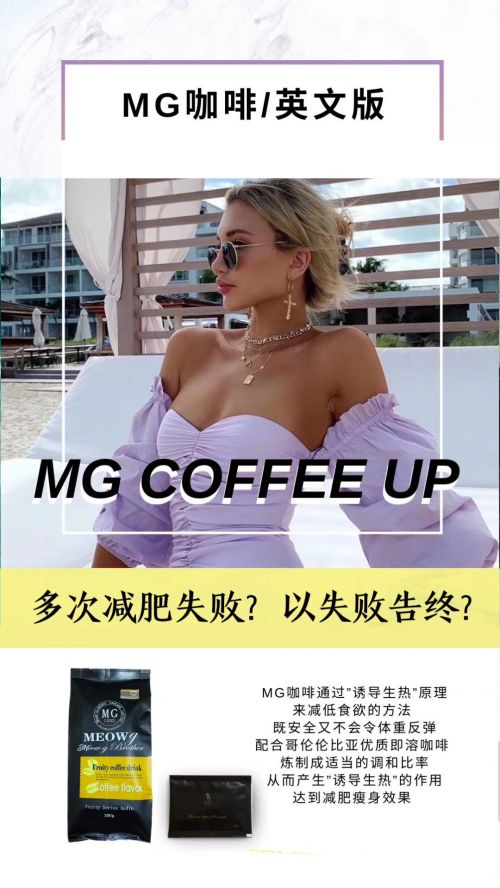 MG咖啡/英文版
MG COFFEE UP
多次减肥失败？以失败告终？
MG咖啡通过"诱导生热"原理
来减低食欲的方法
既安全又不会令体重反弹
配合哥伦伦比亚优质即溶咖啡
炼制成适当的调和比率
从而产生"诱导生热"的作用
达到减肥瘦身效果
MG
MEOWg
Meow g Brother
Fruity coffee drink
Coffee flavor